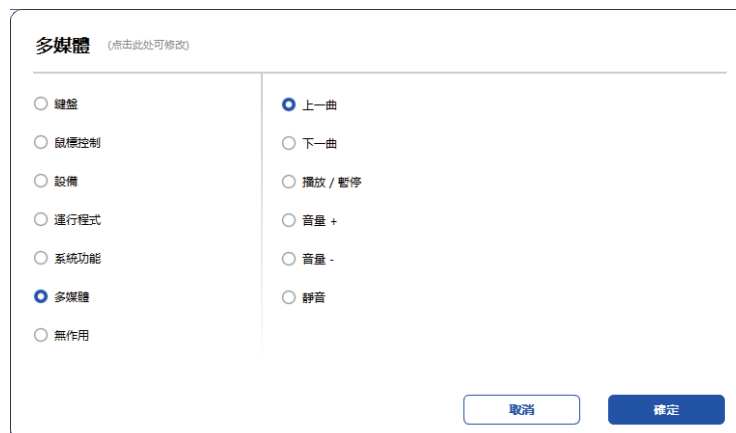 多媒體 (点击此处可修改)
鍵盤
鼠標控制
設備
運行程式
系統功能
多媒體
無作用
上一曲
下一曲
播放 / 暫停
音量 +
音量 -
靜音
取消
確定